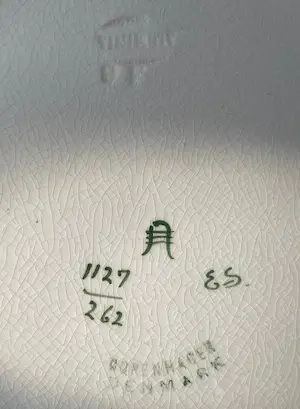 1127
262
ES.
COPENHAGEN
DENMARK